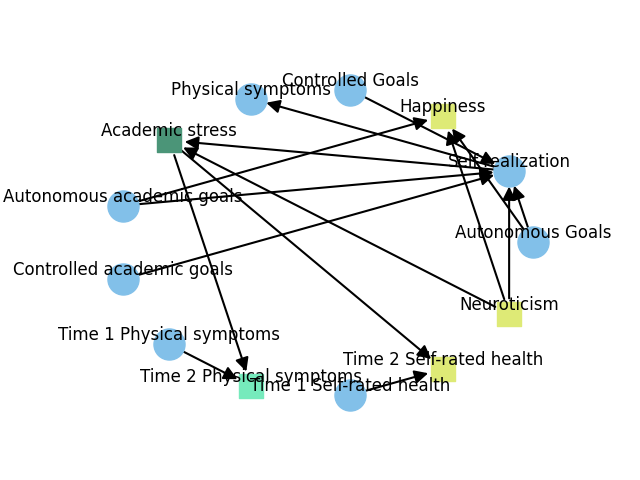 Controlled Goals
Physical symptoms
Happiness
Academic stress
Self-realization
Autonomous academic goals
Autonomous Goals
Controlled academic goals
Neuroticism
Time 1 Physical symptoms
Time 2 Self-rated health
Time 2 Physical symptoms
Time 1 Self-rated health